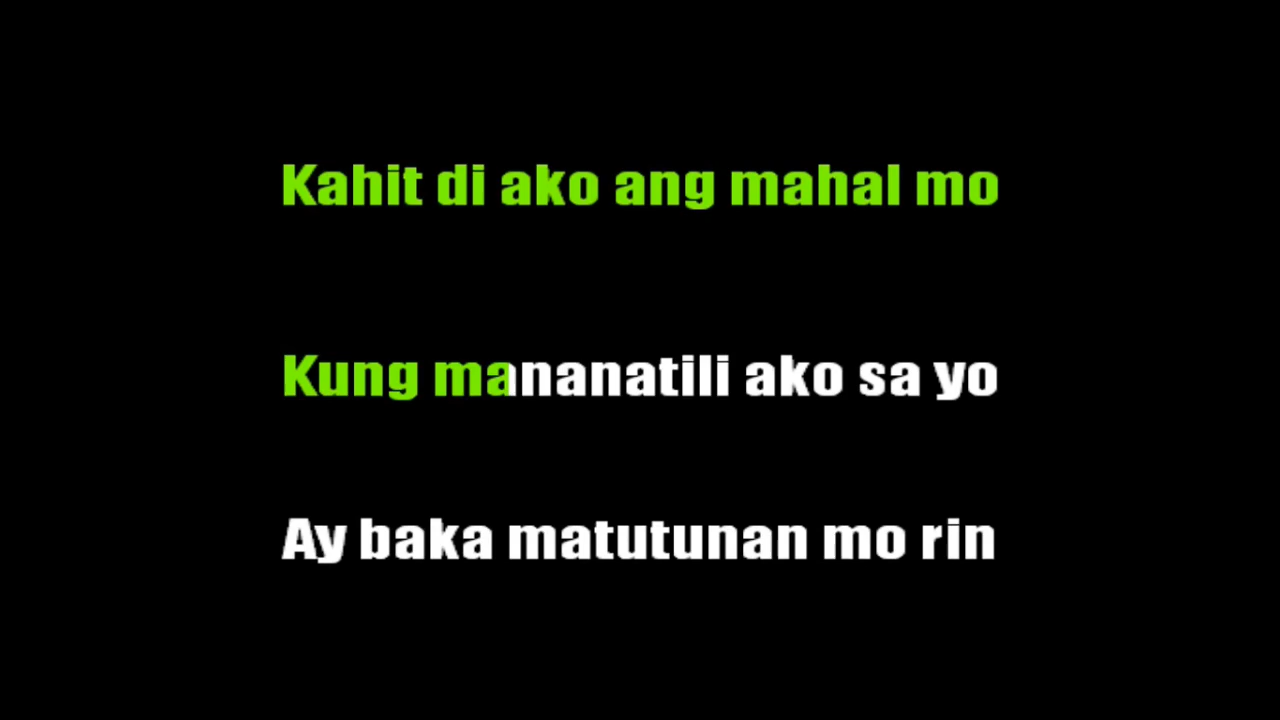 Kahit di ako ang mahal mo
Kung mananatili ako sa yo
Ay baka matutunan mo rin